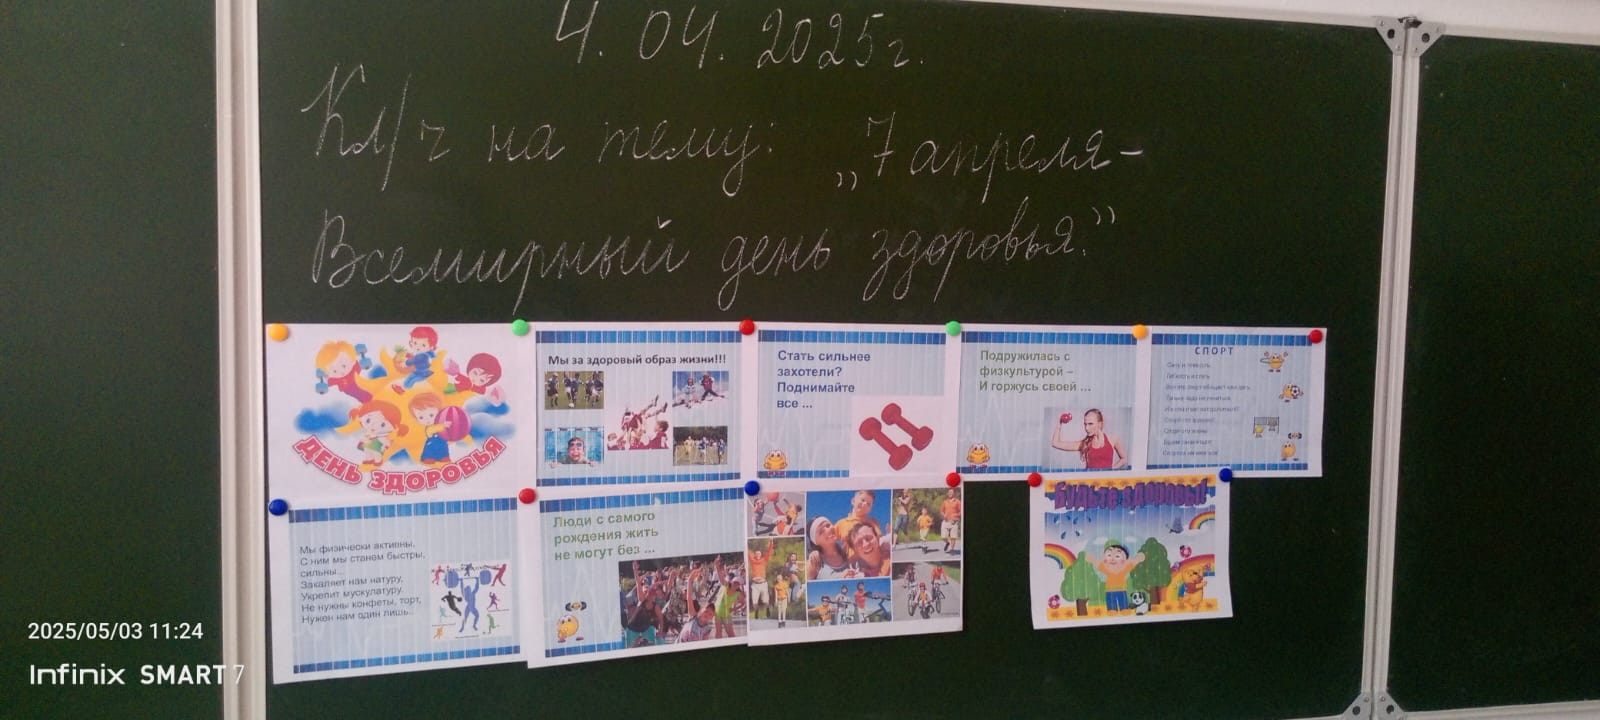 4. 04. 2025г.
Кл/ч на тему: „7 апреля-
Всемирный день здоровья."
ДЕНЬ ЗДОРОВЬЯ
Мы за здоровый образ жизни!!!
Стать сильнее
захотели?
Поднимайте
все ...
Подружилась с
физкультурой –
И горжусь своей ...
СПОРТ
Мы физически активны,
С ним мы станем быстры,
сильны...
Закаляет нам натуру,
Укрепит мускулатуру.
Не нужны конфеты, торт,
Нужен нам один лишь...
Люди с самого
рождения жить
не могут без ...
Будьте здоровы!
2025/05/03 11:24
Infinix SMART 7